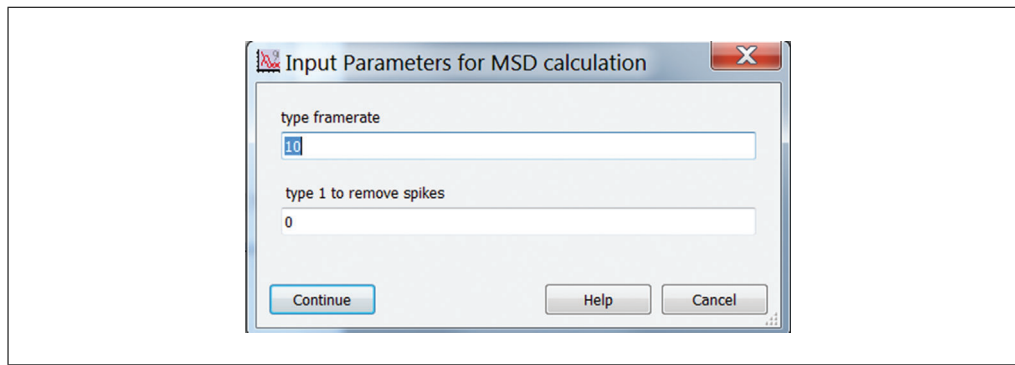 Input Parameters for MSD calculation
type framerate
10
type 1 to remove spikes
0
Continue
Help
Cancel